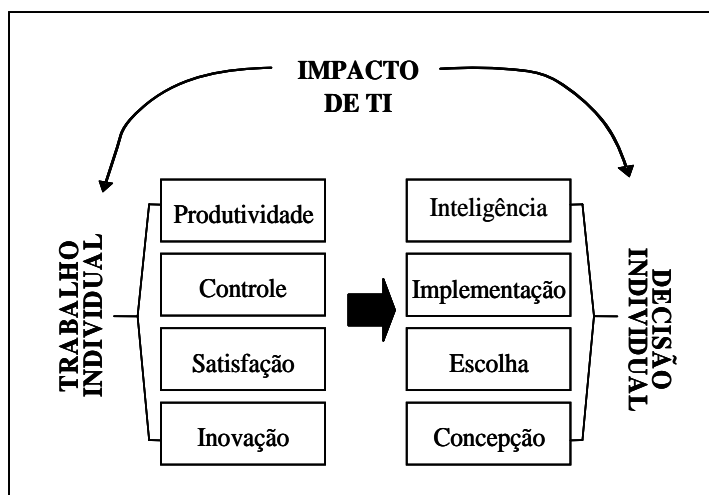 IMPACTO
DE TI
TRABALHO
INDIVIDUAL
Produtividade
Controle
Satisfação
Inovação
Inteligência
Implementação
Escolha
Concepção
DECISÃO
INDIVIDUAL